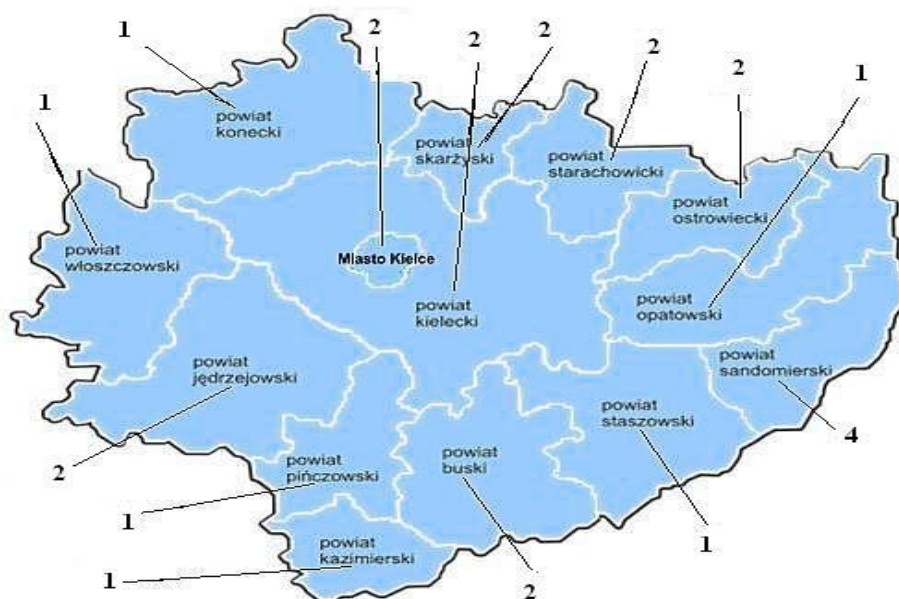 1
2
2
2
2
2
1
1
powiat
konecki
powiat
skarżyski
powiat
starachowicki
powiat
ostrowiecki
powiat
włoszczowski
Miasto Kielce
powiat
kielecki
powiat
opatowski
powiat
jędrzejowski
powiat
sandomierski
powiat
staszowski
4
2
powiat
pińczowski
powiat
buski
1
1
powiat
kazimierski
1
2